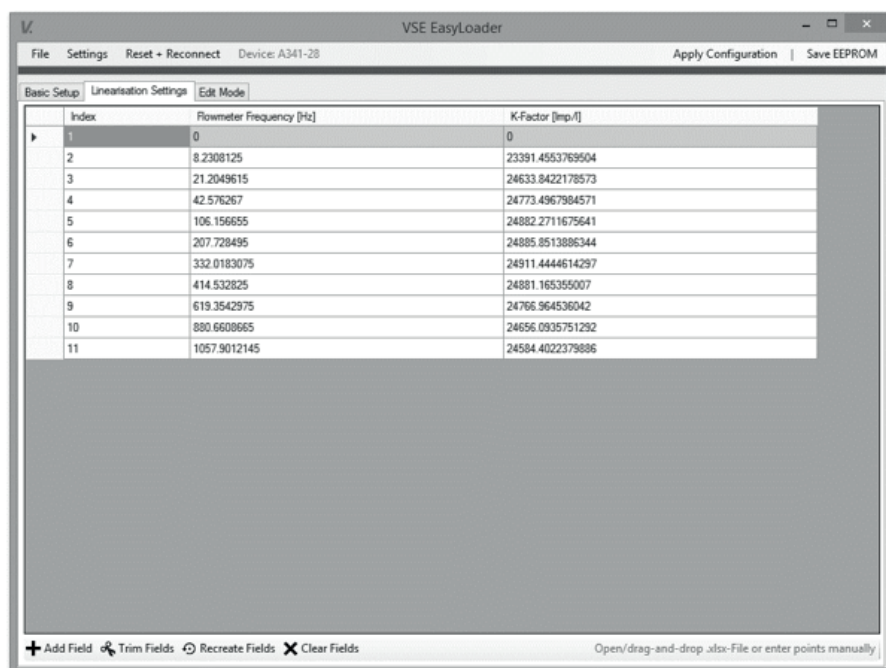 V. VSE EasyLoader
File Settings Reset + Reconnect Device: A341-28 Apply Configuration | Save EEPROM
Basic Setup Linearisation Settings Edit Mode
Index Flowmeter Frequency [Hz] K-Factor [Imp/l]
1 0 0
2 8.2308125 23391.4553769504
3 21.2049615 24633.8422178573
4 42.576267 24773.4967984571
5 106.156655 24882.2711675641
6 207.728495 24885.8513886344
7 332.0183075 24911.4444614297
8 414.532825 24881.165355007
9 619.3542975 24766.964536042
10 880.6608665 24656.0935751292
11 1057.9012145 24584.4022379886
Add Field Trim Fields Recreate Fields Clear Fields Open/drag-and-drop .xlsx-File or enter points manually